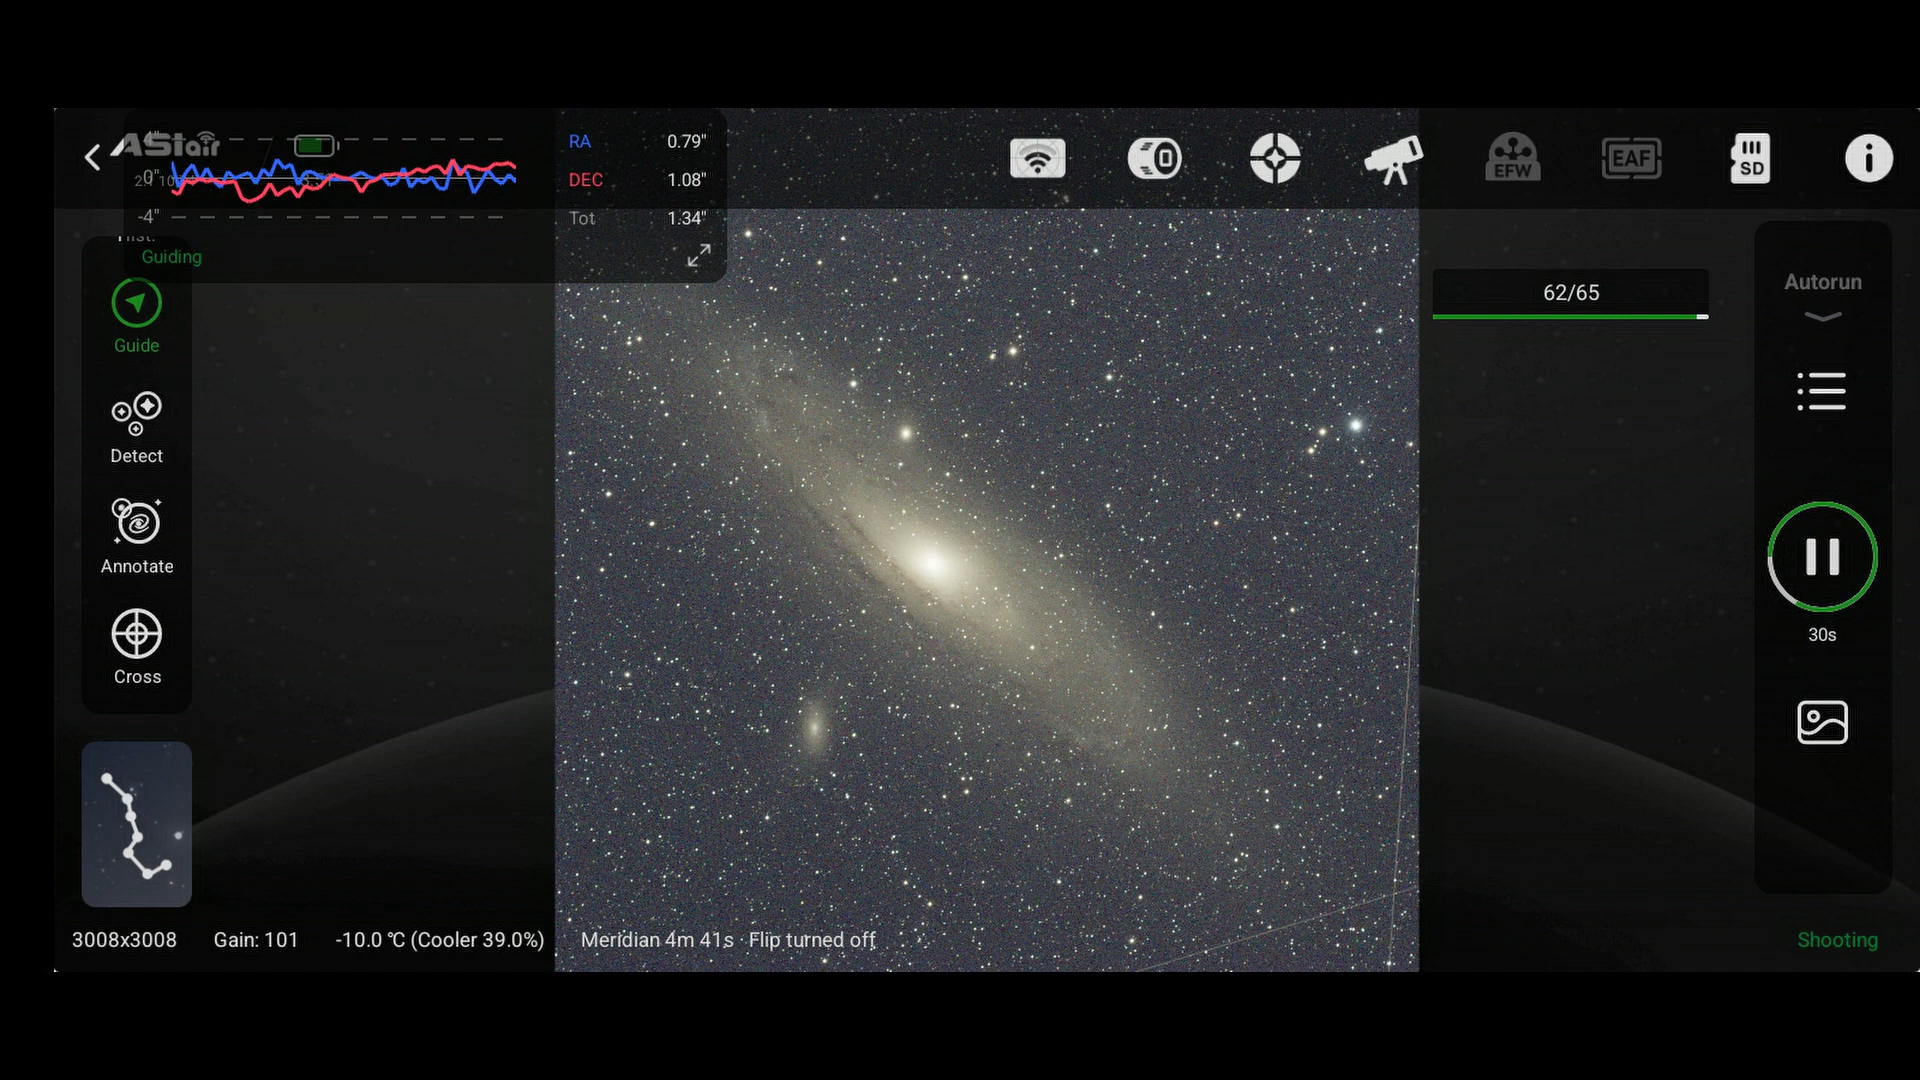 ASIair
4"
0"
-4"
RA 0.79"
DEC 1.08"
Tot 1.34"
Hist.
Guiding
EFW
EAF
SD
Guide
Detect
Annotate
Cross
62/65
Autorun
30s
3008x3008 Gain: 101 -10.0 ℃ (Cooler 39.0%) Meridian 4m 41s · Flip turned off
Shooting